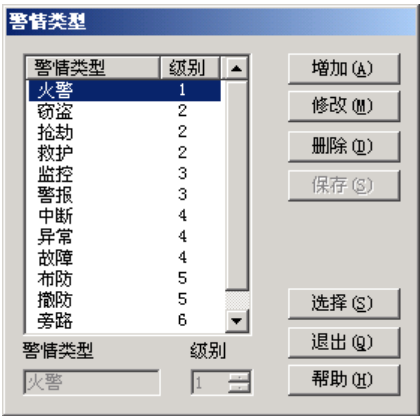 警情类型
警情类型 级别
火警 1
窃盗 2
抢劫 2
救护 2
监控 3
警报 3
中断 4
异常 4
故障 4
布防 5
撤防 5
旁路 6
警情类型 级别
火警 1
增加(A)
修改(M)
删除(D)
保存(S)
选择(S)
退出(Q)
帮助(H)